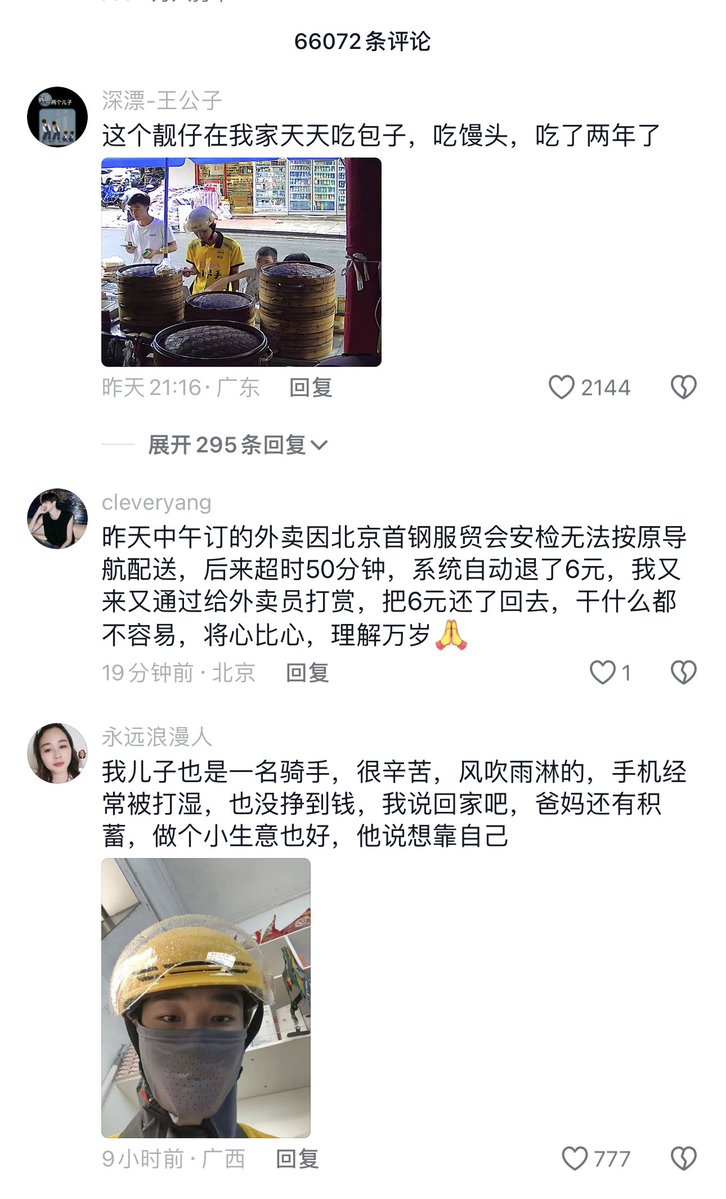 66072条评论
深漂-王公子
这个靓仔在我家天天吃包子，吃馒头，吃了两年了
昨天21:16·广东 回复 2144
展开295条回复
cleveryang
昨天中午订的外卖因北京首钢服贸会安检无法按原导
航配送，后来超时50分钟，系统自动退了6元，我又
来又通过给外卖员打赏，把6元还了回去，干什么都
不容易，将心比心，理解万岁🙏
19分钟前·北京 回复 1
永远浪漫人
我儿子也是一名骑手，很辛苦，风吹雨淋的，手机经
常被打湿，也没挣到钱，我说回家吧，爸妈还有积
蓄，做个小生意也好，他说想靠自己
9小时前·广西 回复 777